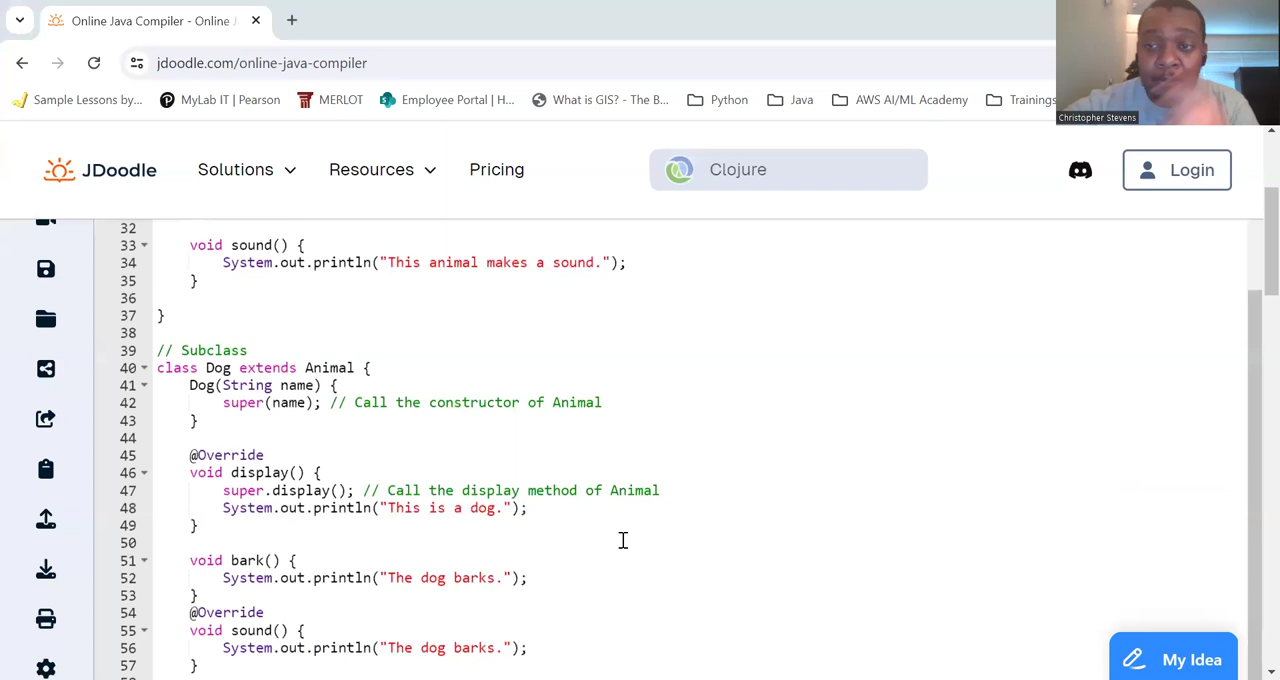 Online Java Compiler - Online J
jdoodle.com/online-java-compiler
Sample Lessons by...
MyLab IT | Pearson
MERLOT
Employee Portal | H...
What is GIS? - The B...
Python
Java
AWS AI/ML Academy
Trainings
Christopher Stevens
JDoodle
Solutions
Resources
Pricing
Clojure
Login
32
33 void sound() {
34 System.out.println("This animal makes a sound.");
35 }
36
37 }
38
39 // Subclass
40 class Dog extends Animal {
41 Dog(String name) {
42 super(name); // Call the constructor of Animal
43 }
44
45 @Override
46 void display() {
47 super.display(); // Call the display method of Animal
48 System.out.println("This is a dog.");
49 }
50
51 void bark() {
52 System.out.println("The dog barks.");
53 }
54 @Override
55 void sound() {
56 System.out.println("The dog barks.");
57 }
My Idea